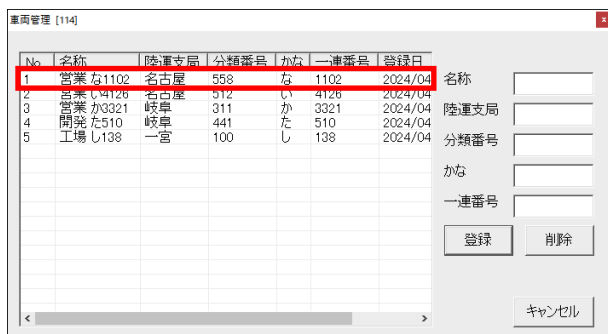 車両管理 [114]
No 名称 陸運支局 分類番号 かな 一連番号 登録日
1 営業 な1102 名古屋 558 な 1102 2024/04
2 営業 い4126 名古屋 512 い 4126 2024/04
3 営業 か3321 岐阜 311 か 3321 2024/04
4 開発 た510 岐阜 441 た 510 2024/04
5 工場 し138 一宮 100 し 138 2024/04
名称
陸運支局
分類番号
かな
一連番号
登録 削除
キャンセル